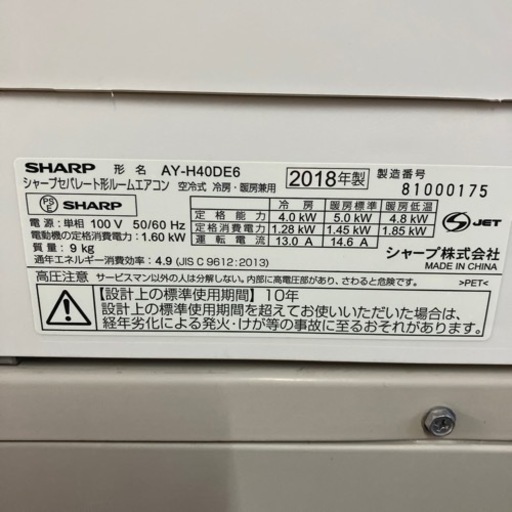 SHARP 形 名 AY-H40DE6 2018年製 製造番号
シャープセパレート形ルームエアコン 空冷式 冷房・暖房兼用 81000175
PS E SHARP
冷 房 暖房標準 暖房低温
定 格 能 力 4.0 kW 5.0 kW 4.8 kW
定格消費電力 1.28 kW 1.45 kW 1.85 kW
運 転 電 流 13.0 A 14.6 A
S JET
電 源 : 単相 100 V 50/60 Hz
電動機の定格消費電力 : 1.60 kW
質 量 : 9 kg
通年エネルギー消費効率 : 4.9 (JIS C 9612:2013)
シャープ株式会社
MADE IN CHINA
高圧注意 サービスマン以外の人は分解しない。内部に高電圧部があり、さわると危険です。 >PET<
【設計上の標準使用期間】10年
設計上の標準使用期間を超えてお使いいただいた場合は、
経年劣化による発火・けが等の事故に至るおそれがあります。